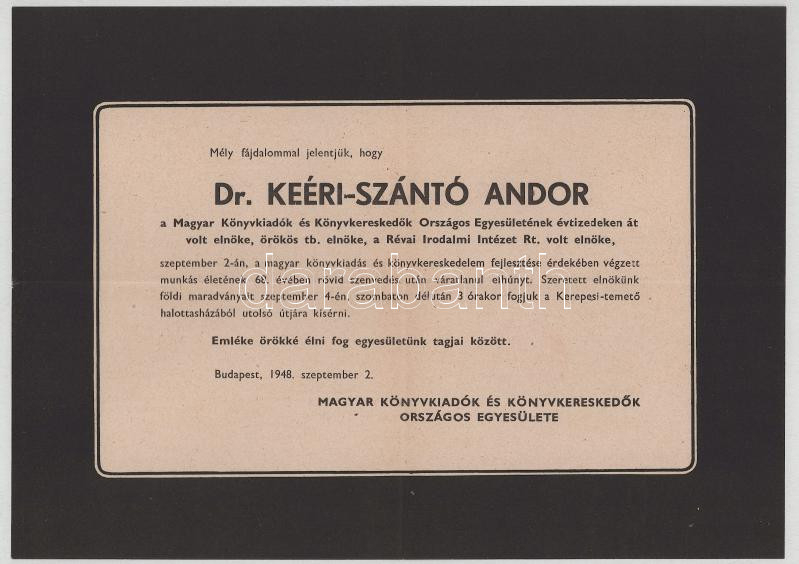 Mély fájdalommal jelentjük, hogy
Dr. KEÉRI-SZÁNTÓ ANDOR
a Magyar Könyvkiadók és Könyvkereskedők Országos Egyesületének évtizedeken át
volt elnöke, örökös tb. elnöke, a Révai Irodalmi Intézet Rt. volt elnöke,
szeptember 2-án, a magyar könyvkiadás és könyvkereskedelem fejlesztése érdekében végzett
munkás életének 68. évében rövid szenvedés után váratlanul elhúnyt. Szeretett elnökünk
földi maradványait szeptember 4-én, szombaton délután 3 órakor fogjuk a Kerepesi-temető
halottasházából utolsó útjára kísérni.
darabanth
Emléke örökké élni fog egyesületünk tagjai között.
Budapest, 1948. szeptember 2.
MAGYAR KÖNYVKIADÓK ÉS KÖNYVKERESKEDŐK
ORSZÁGOS EGYESÜLETE